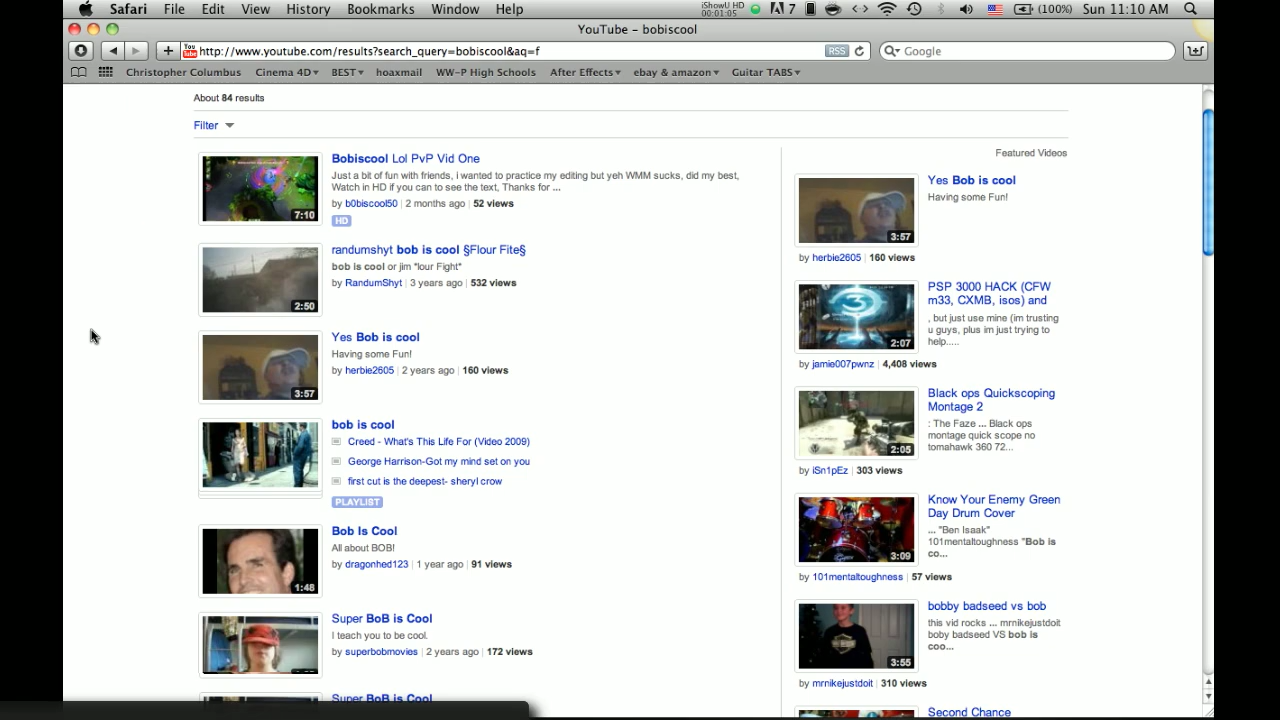 Safari File Edit View History Bookmarks Window Help iShowU HD 00:01:05 7 (100%) Sun 11:10 AM
YouTube - bobiscool
http://www.youtube.com/results?search_query=bobiscool&aq=f RSS Google
Christopher Columbus Cinema 4D BEST hoaxmail WW-P High Schools After Effects ebay & amazon Guitar TABS
About 84 results
Filter
Bobiscool Lol PvP Vid One
Just a bit of fun with friends, i wanted to practice my editing but yeh WMM sucks, did my best,
Watch in HD if you can to see the text, Thanks for ...
by b0biscool50 | 2 months ago | 52 views
HD
7:10
randumshyt bob is cool §Flour Fite§
bob is cool or jim *lour Fight*
by RandumShyt | 3 years ago | 532 views
2:50
Yes Bob is cool
Having some Fun!
by herbie2605 | 2 years ago | 160 views
3:57
bob is cool
Creed - What's This Life For (Video 2009)
George Harrison-Got my mind set on you
first cut is the deepest- sheryl crow
PLAYLIST
Bob Is Cool
All about BOB!
by dragonhed123 | 1 year ago | 91 views
1:48
Super BoB is Cool
I teach you to be cool.
by superbobmovies | 2 years ago | 172 views
Super BoB is Cool
Featured Videos
Yes Bob is cool
Having some Fun!
3:57
by herbie2605 | 160 views
PSP 3000 HACK (CFW
m33, CXMB, isos) and
, but just use mine (im trusting
u guys, plus im just trying to
help.....
2:07
by jamie007pwnz | 4,408 views
Black ops Quickscoping
Montage 2
: The Faze ... Black ops
montage quick scope no
tomahawk 360 72...
2:05
by iSn1pEz | 303 views
Know Your Enemy Green
Day Drum Cover
... "Ben Isaak"
101mentaltoughness "Bob is
co...
3:09
by 101mentaltoughness | 57 views
bobby badseed vs bob
this vid rocks ... mrnikejustdoit
boby badseed VS bob is
coo...
3:55
by mrnikejustdoit | 310 views
Second Chance